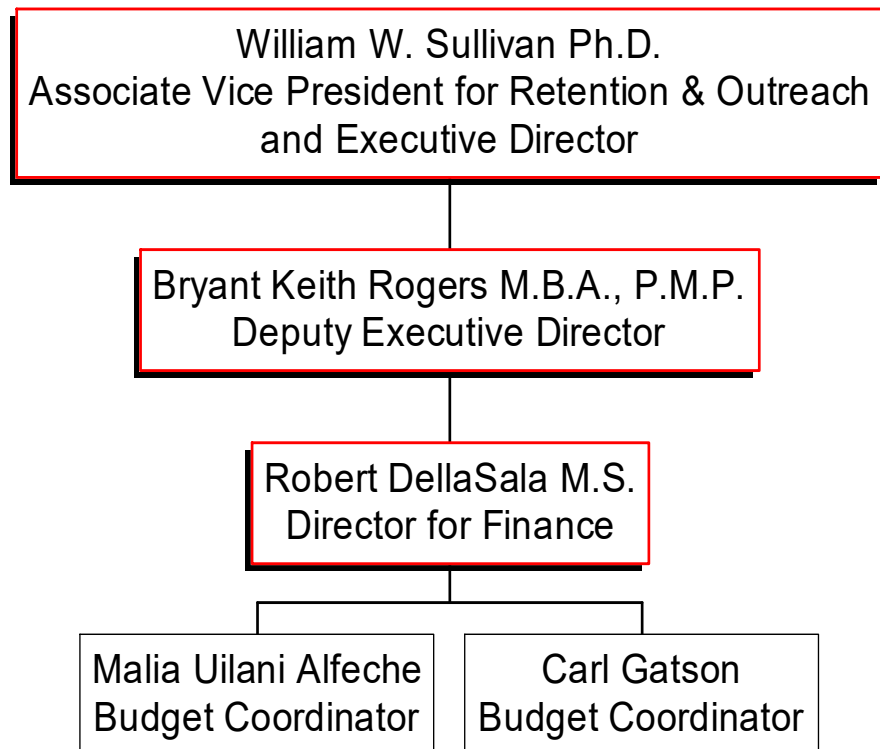 William W. Sullivan Ph.D.
Associate Vice President for Retention & Outreach
and Executive Director
Bryant Keith Rogers M.B.A., P.M.P.
Deputy Executive Director
Robert DellaSala M.S.
Director for Finance
Malia Uilani Alfeche
Budget Coordinator
Carl Gatson
Budget Coordinator